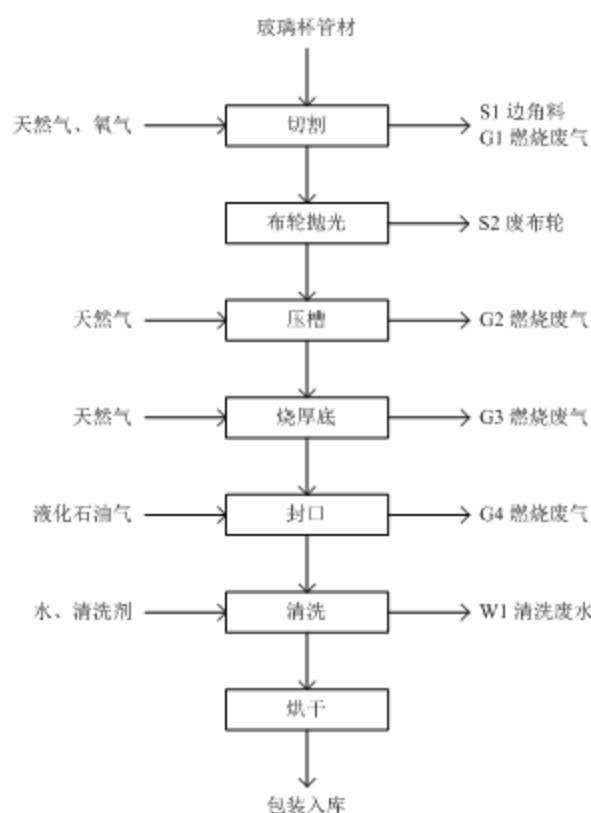 玻璃杯管材
天然气、氧气
切割
S1 边角料
G1 燃烧废气
布轮抛光
S2 废布轮
天然气
压槽
G2 燃烧废气
天然气
烧厚底
G3 燃烧废气
液化石油气
封口
G4 燃烧废气
水、清洗剂
清洗
W1 清洗废水
烘干
包装入库